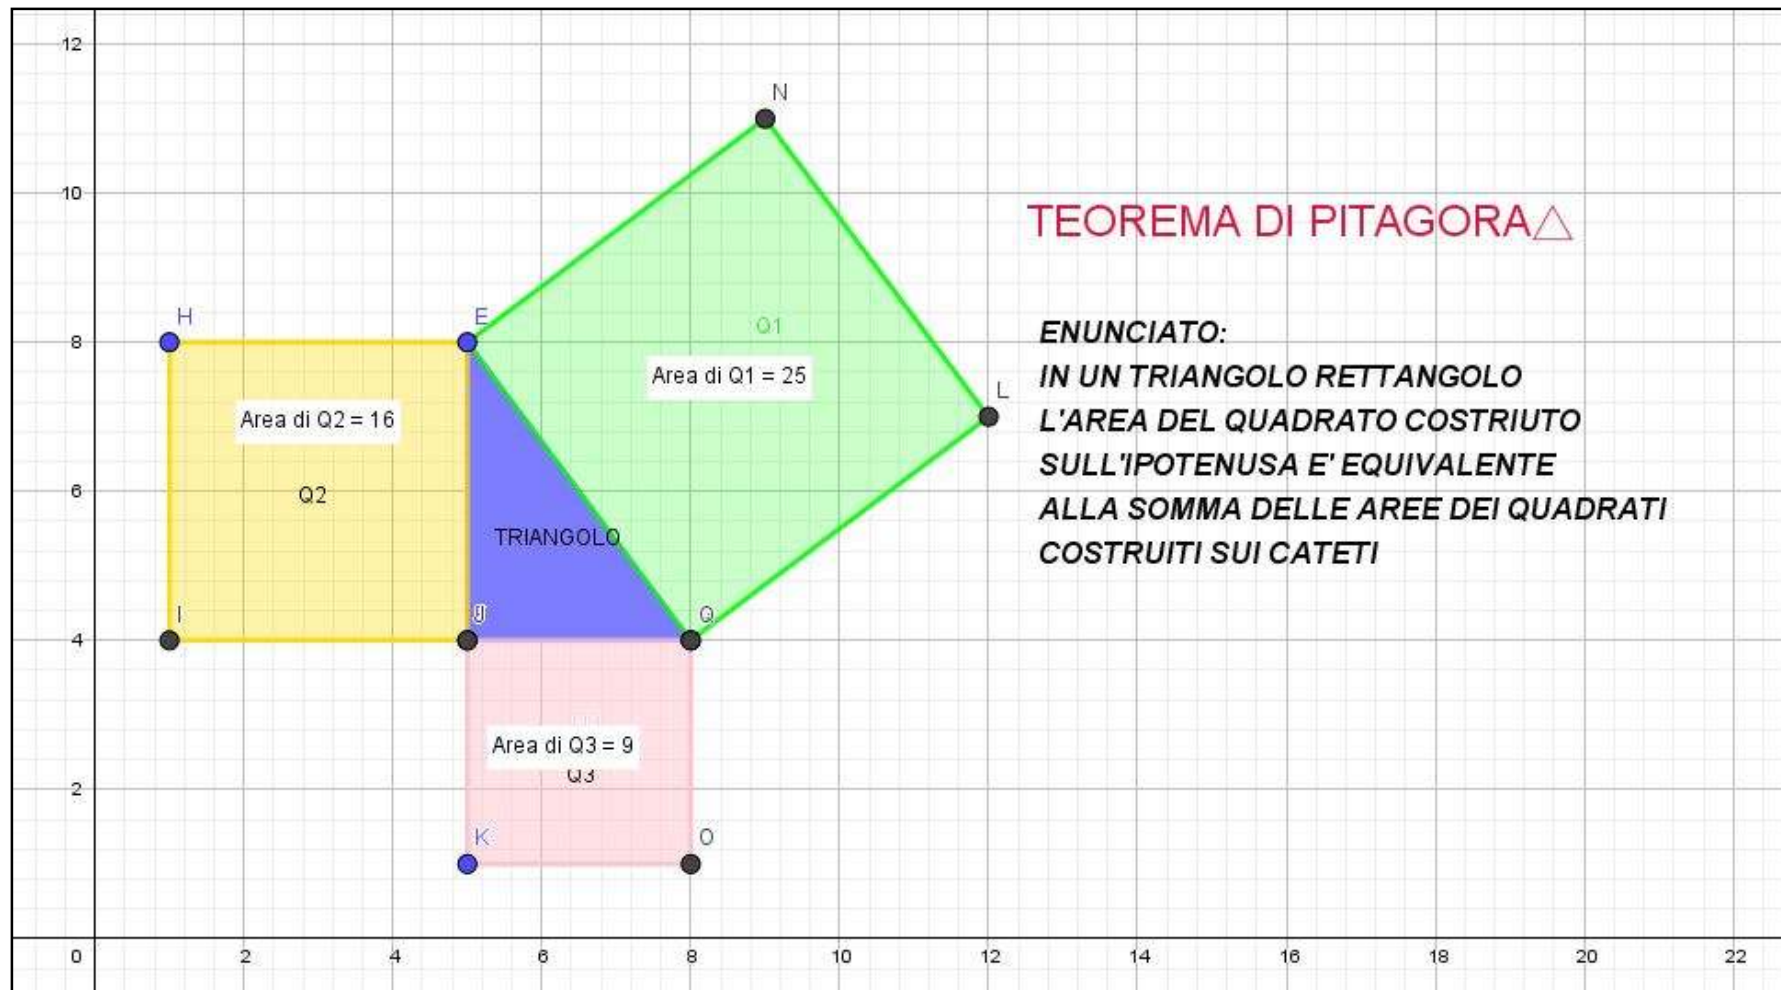 12
N
10
TEOREMA DI PITAGORA△
H
E
Q1
ENUNCIATO:
8
Area di Q1 = 25
IN UN TRIANGOLO RETTANGOLO
L
Area di Q2 = 16
L'AREA DEL QUADRATO COSTRIUTO
SULL'IPOTENUSA E' EQUIVALENTE
6
Q2
ALLA SOMMA DELLE AREE DEI QUADRATI
TRIANGOLO
COSTRUITI SUI CATETI
I
Q
4
Area di Q3 = 9
Q3
2
K
O
0 2 4 6 8 10 12 14 16 18 20 22